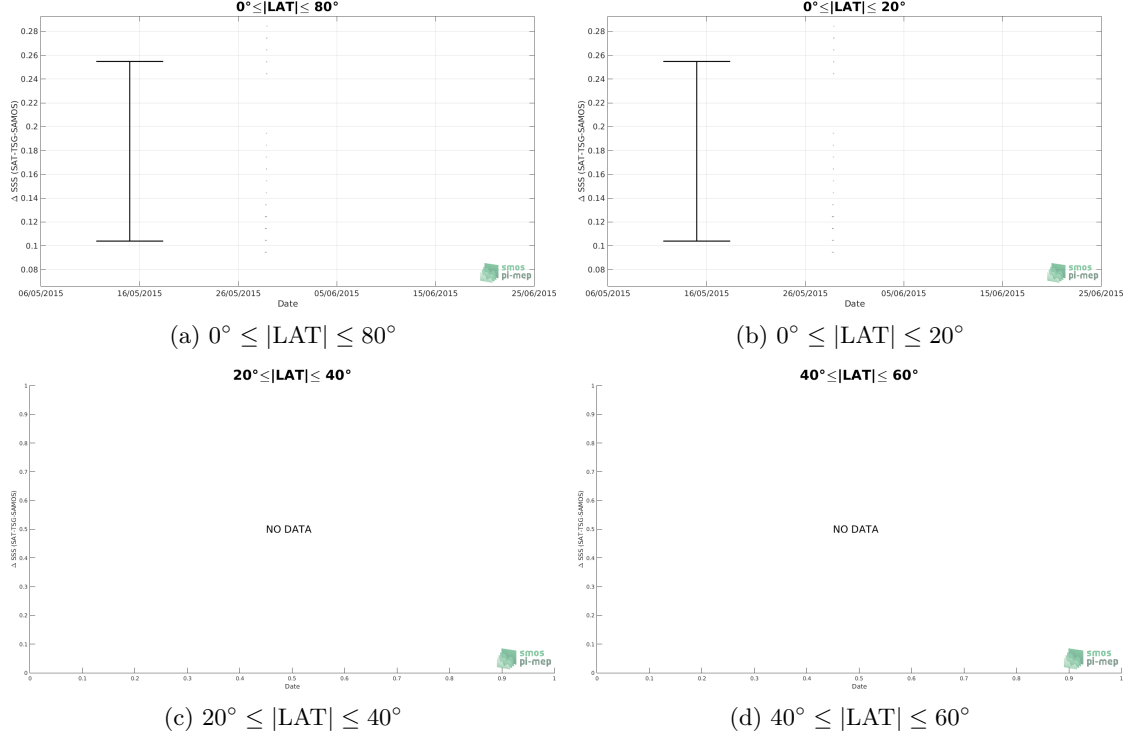 0°≤|LAT|≤ 80°
0.28
0.26
0.24
0.22
0.2
0.18
0.16
0.14
0.12
0.1
0.08
Δ SSS (SAT-TSG-SAMOS)
06/05/2015 16/05/2015 26/05/2015 05/06/2015 15/06/2015 25/06/2015
Date
smos
pi-mep
(a) 0° ≤ |LAT| ≤ 80°
0°≤|LAT|≤ 20°
0.28
0.26
0.24
0.22
0.2
0.18
0.16
0.14
0.12
0.1
0.08
Δ SSS (SAT-TSG-SAMOS)
06/05/2015 16/05/2015 26/05/2015 05/06/2015 15/06/2015 25/06/2015
Date
smos
pi-mep
(b) 0° ≤ |LAT| ≤ 20°
20°≤|LAT|≤ 40°
1
0.9
0.8
0.7
0.6
0.5
0.4
0.3
0.2
0.1
0
Δ SSS (SAT-TSG-SAMOS)
NO DATA
0 0.1 0.2 0.3 0.4 0.5 0.6 0.7 0.8 0.9 1
Date
smos
pi-mep
(c) 20° ≤ |LAT| ≤ 40°
40°≤|LAT|≤ 60°
1
0.9
0.8
0.7
0.6
0.5
0.4
0.3
0.2
0.1
0
Δ SSS (SAT-TSG-SAMOS)
NO DATA
0 0.1 0.2 0.3 0.4 0.5 0.6 0.7 0.8 0.9 1
Date
smos
pi-mep
(d) 40° ≤ |LAT| ≤ 60°